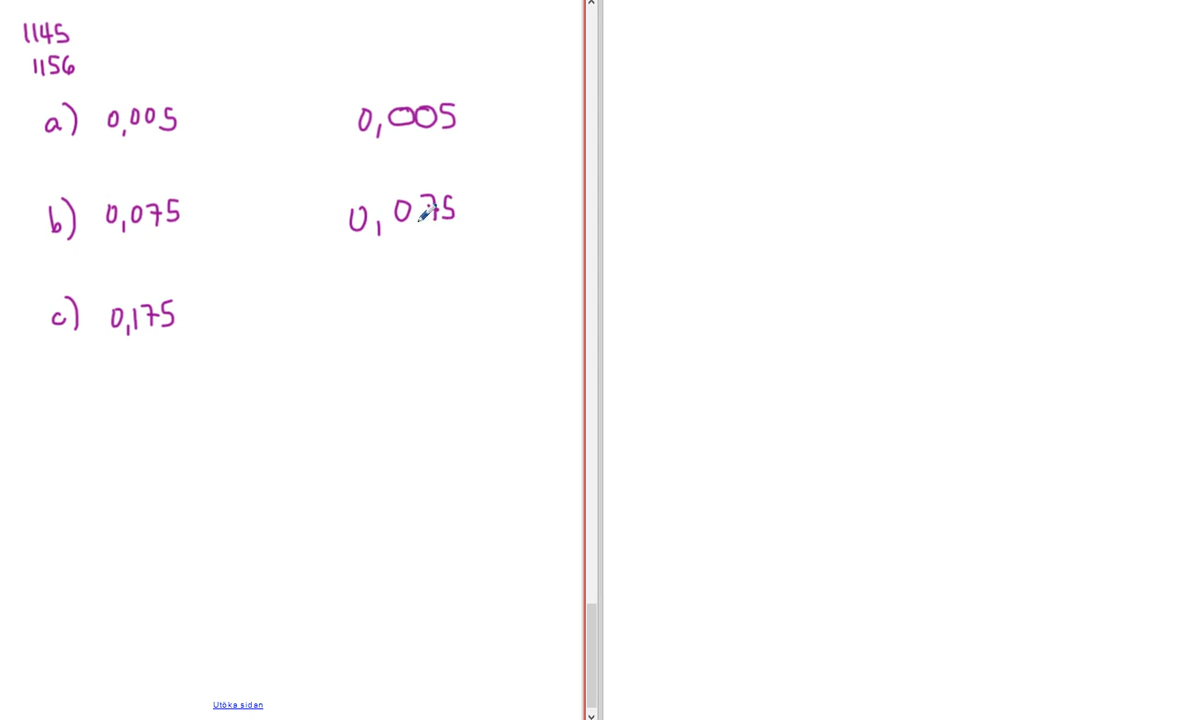 1145
1156
a) 0,005 0,005
b) 0,075 0,075
c) 0,175
Utöka sidan